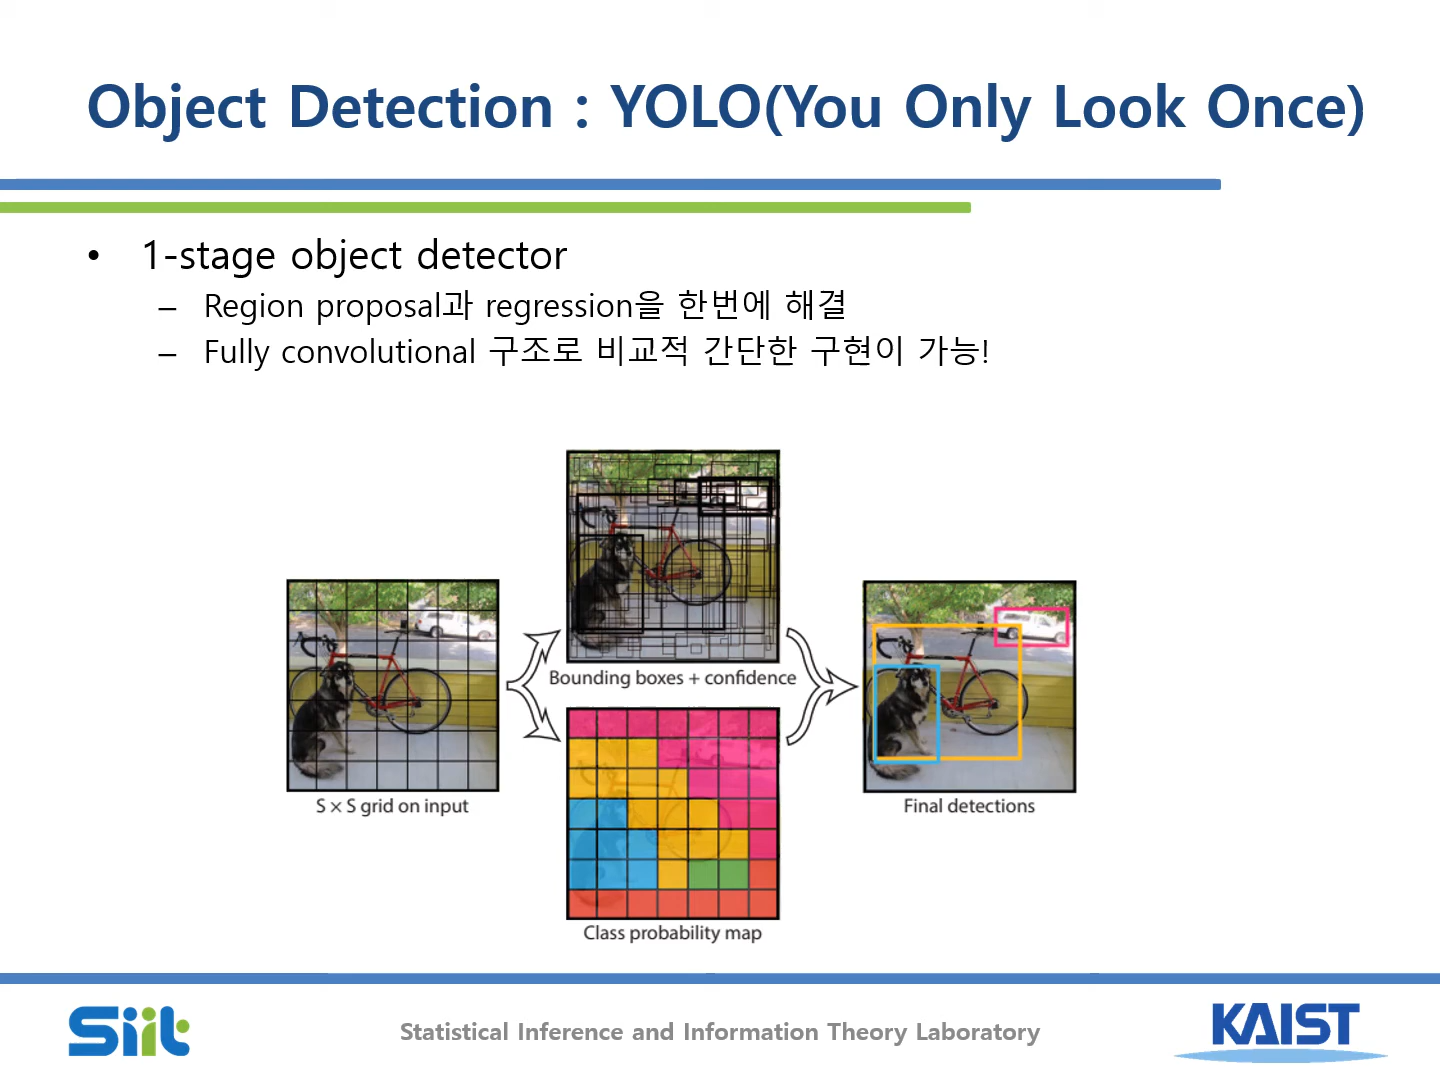 Object Detection : YOLO(You Only Look Once)
• 1-stage object detector
– Region proposal과 regression을 한번에 해결
– Fully convolutional 구조로 비교적 간단한 구현이 가능!
Bounding boxes + confidence
S × S grid on input
Final detections
Class probability map
Siit
Statistical Inference and Information Theory Laboratory
KAIST